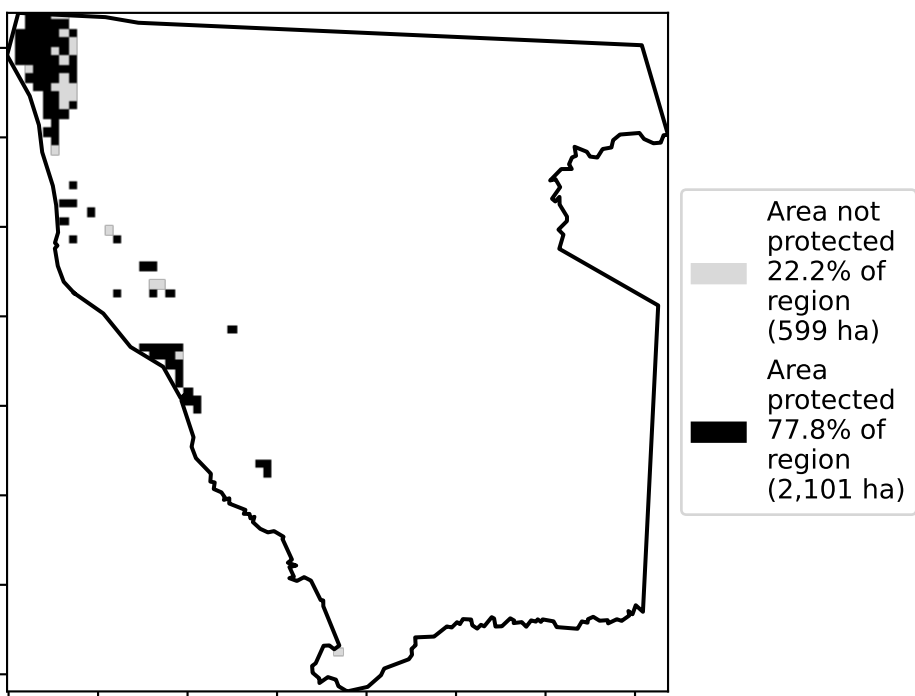 Area not
protected
22.2% of
region
(599 ha)
Area
protected
77.8% of
region
(2,101 ha)